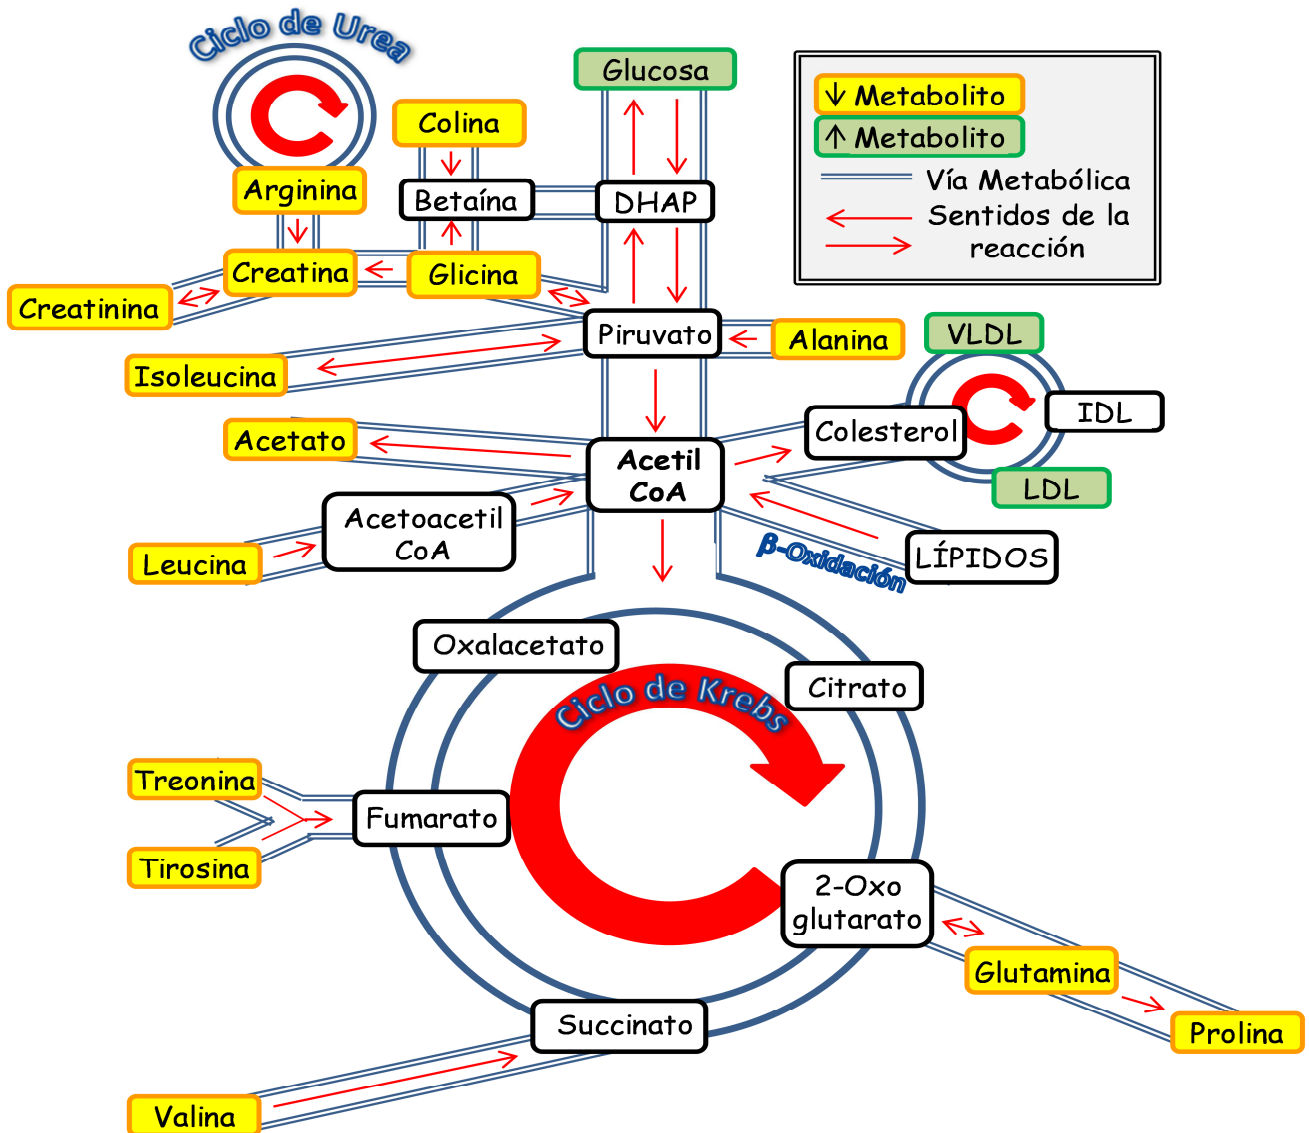 Ciclo de Urea
Glucosa
↓ Metabolito
↑ Metabolito
Vía Metabólica
Sentidos de la
reacción
Colina
Arginina
Betaína
DHAP
Creatina
Glicina
Creatinina
Piruvato
Alanina
VLDL
Isoleucina
IDL
Acetato
Colesterol
Acetil
CoA
LDL
Acetoacetil
CoA
Leucina
β-Oxidación
LÍPIDOS
Oxalacetato
Ciclo de Krebs
Citrato
Treonina
Fumarato
Tirosina
2-Oxo
glutarato
Glutamina
Succinato
Prolina
Valina